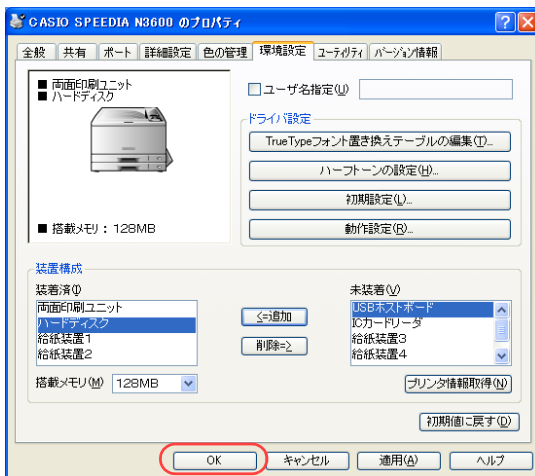 CASIO SPEEDIA N3600 のプロパティ
全般 共有 ポート 詳細設定 色の管理 環境設定 ユーティリティ バージョン情報
■ 両面印刷ユニット
■ ハードディスク
■ 搭載メモリ : 128MB
ユーザ名指定(U)
ドライバ設定
TrueTypeフォント置き換えテーブルの編集(T)...
ハーフトーンの設定(H)...
初期設定(L)...
動作設定(R)...
装置構成
装着済(I)
両面印刷ユニット
ハードディスク
給紙装置1
給紙装置2
<=追加
削除=>
未装着(V)
USBホストボード
ICカードリーダ
給紙装置3
給紙装置4
搭載メモリ(M) 128MB
プリンタ情報取得(N)
初期値に戻す(D)
OK キャンセル 適用(A) ヘルプ